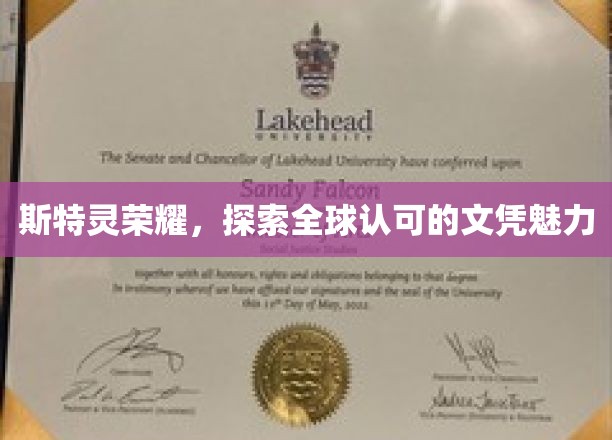 Lakehead
UNIVERSITY
The Senate and Chancellor of Lakehead University have conferred upon
Sandy Falcon
斯特灵荣耀，探索全球认可的文凭魅力
Social Justice Studies
together with all honours, rights and obligations belonging to that degree
In testimony whereof we have affixed our signatures and the seal of the University
this 11th Day of May, 2022.